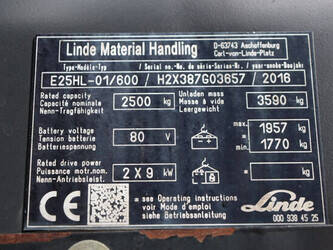 Linde Material Handling
D-63743 Aschaffenburg
Carl-von-Linde-Platz
Type-Modèle-Typ / Serial No./No. de série-Serien-Nr. / year-année-Baujahr
E25HL-01/600 / H2X387G03657 / 2016
Rated capacity
Capacité nominale
Nenn-Tragfähigkeit
2500 kg
Unladen mass
Masse à vide
Leergewicht
3590 kg
Battery voltage
Tension batterie
Batteriespannung
80 V
max 1957 kg
min 1770 kg
Rated drive power
Puissance motr.nom.
Nenn-Antriebsleist.
2 X 9 kW
kg
CE
see Operating instructions
voir Mode d'emploi
siehe Betriebsanleitung
Linde
000 938 45 25